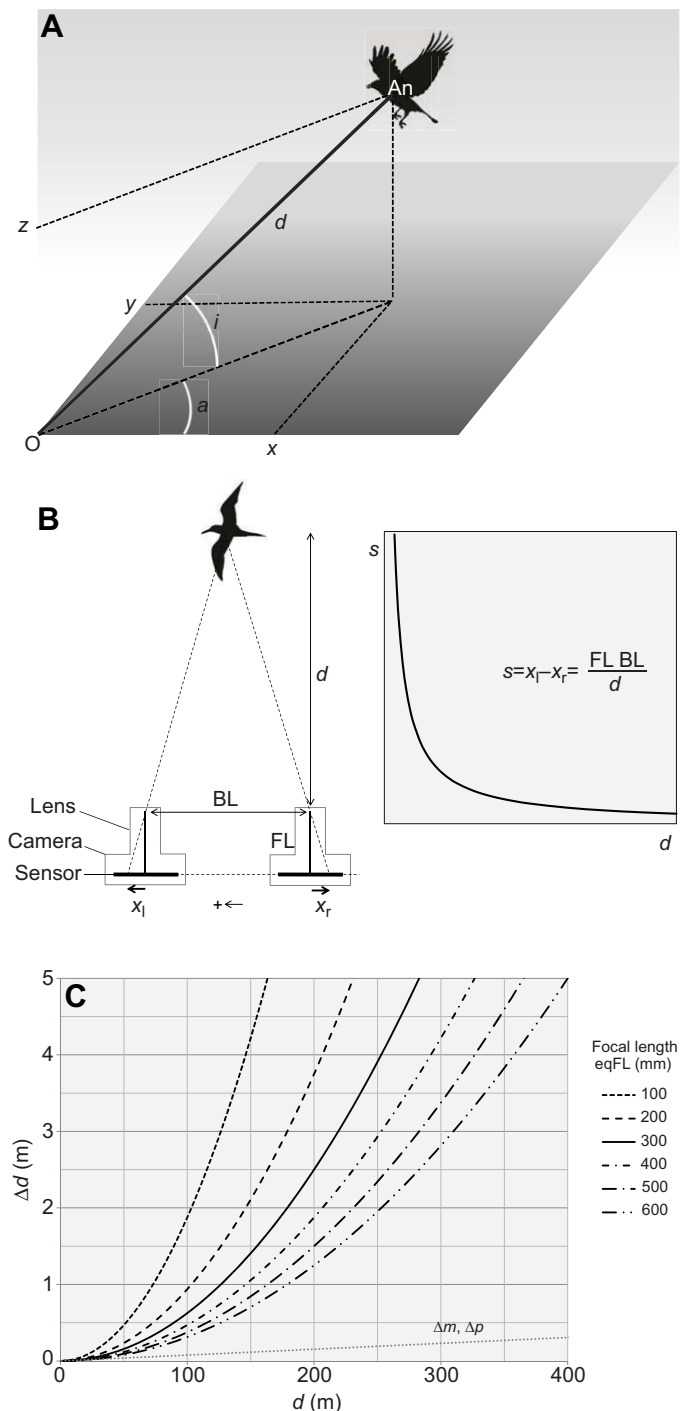 A
An
z
d
y
i
a
O
x
B
s
s=xₗ–xᵣ= FL BL
d
d
BL
Lens
Camera
FL
Sensor
xₗ
+←
xᵣ
d
C
5
4
3
2
1
0
Δd (m)
Δm, Δp
0 100 200 300 400
d (m)
Focal length
eqFL (mm)
100
200
300
400
500
600